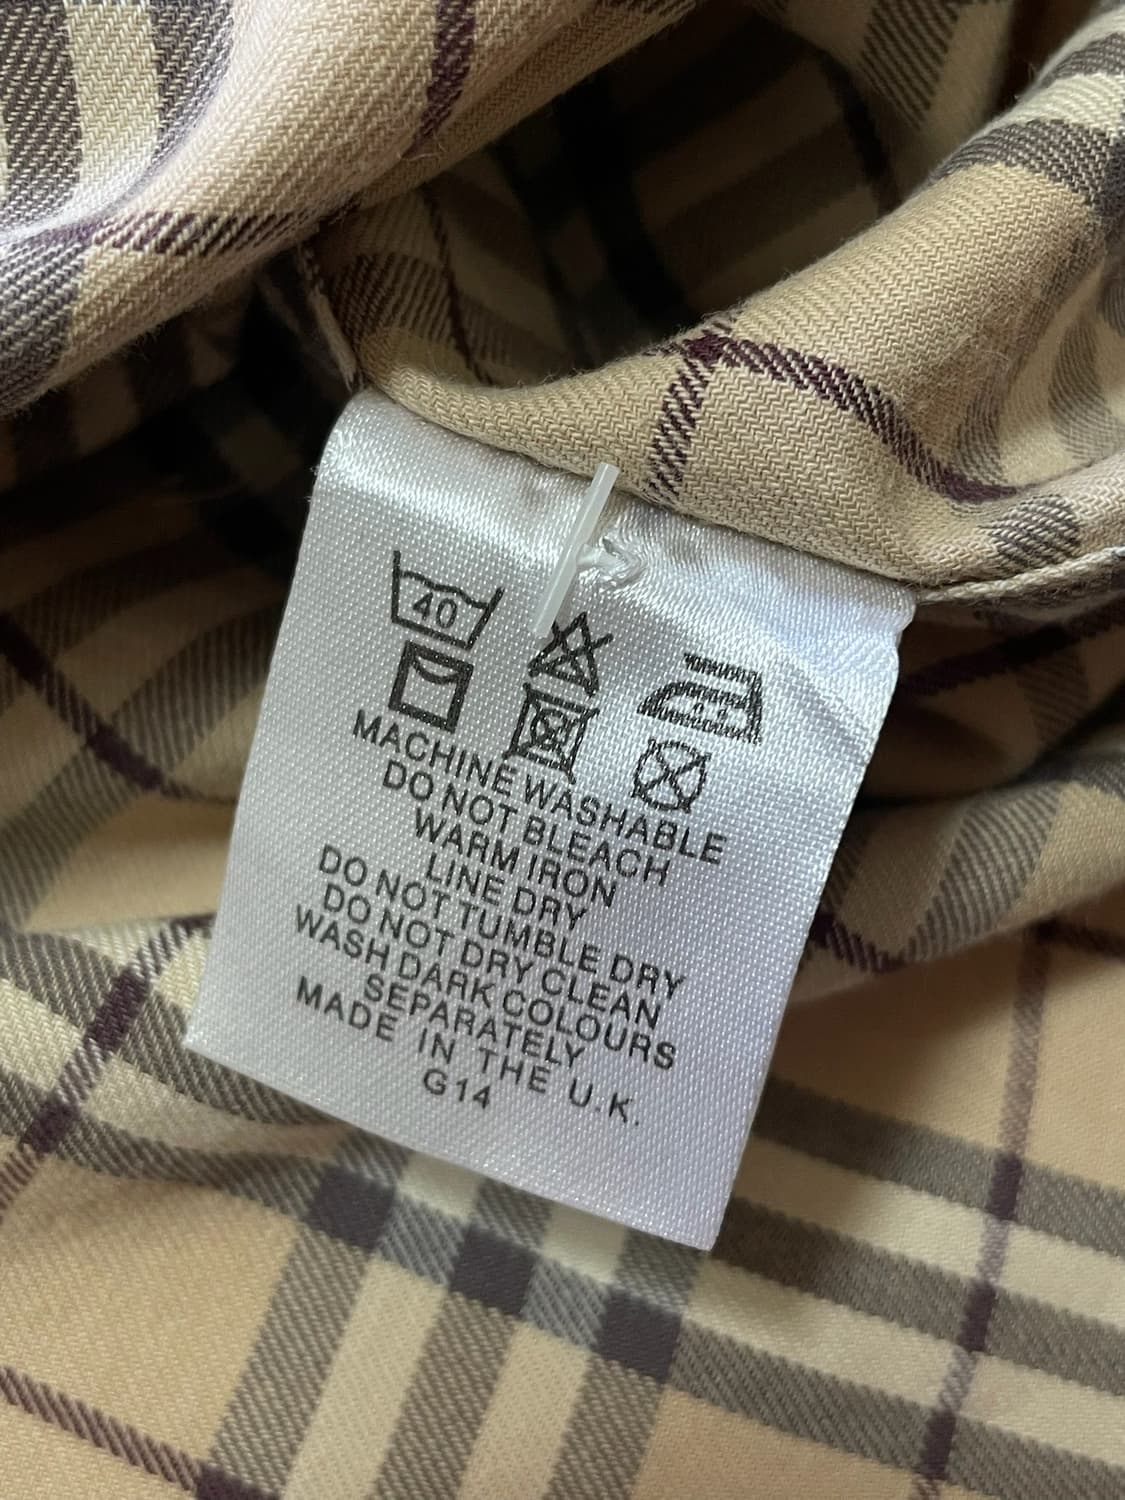 40
MACHINE WASHABLE
DO NOT BLEACH
WARM IRON
LINE DRY
DO NOT TUMBLE DRY
DO NOT DRY CLEAN
WASH DARK COLOURS
SEPARATELY
MADE IN THE U.K.
G14